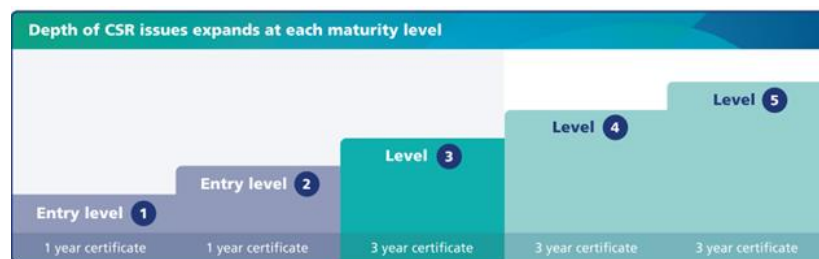 Depth of CSR issues expands at each maturity level
Entry level 1
Entry level 2
Level 3
Level 4
Level 5
1 year certificate
1 year certificate
3 year certificate
3 year certificate
3 year certificate